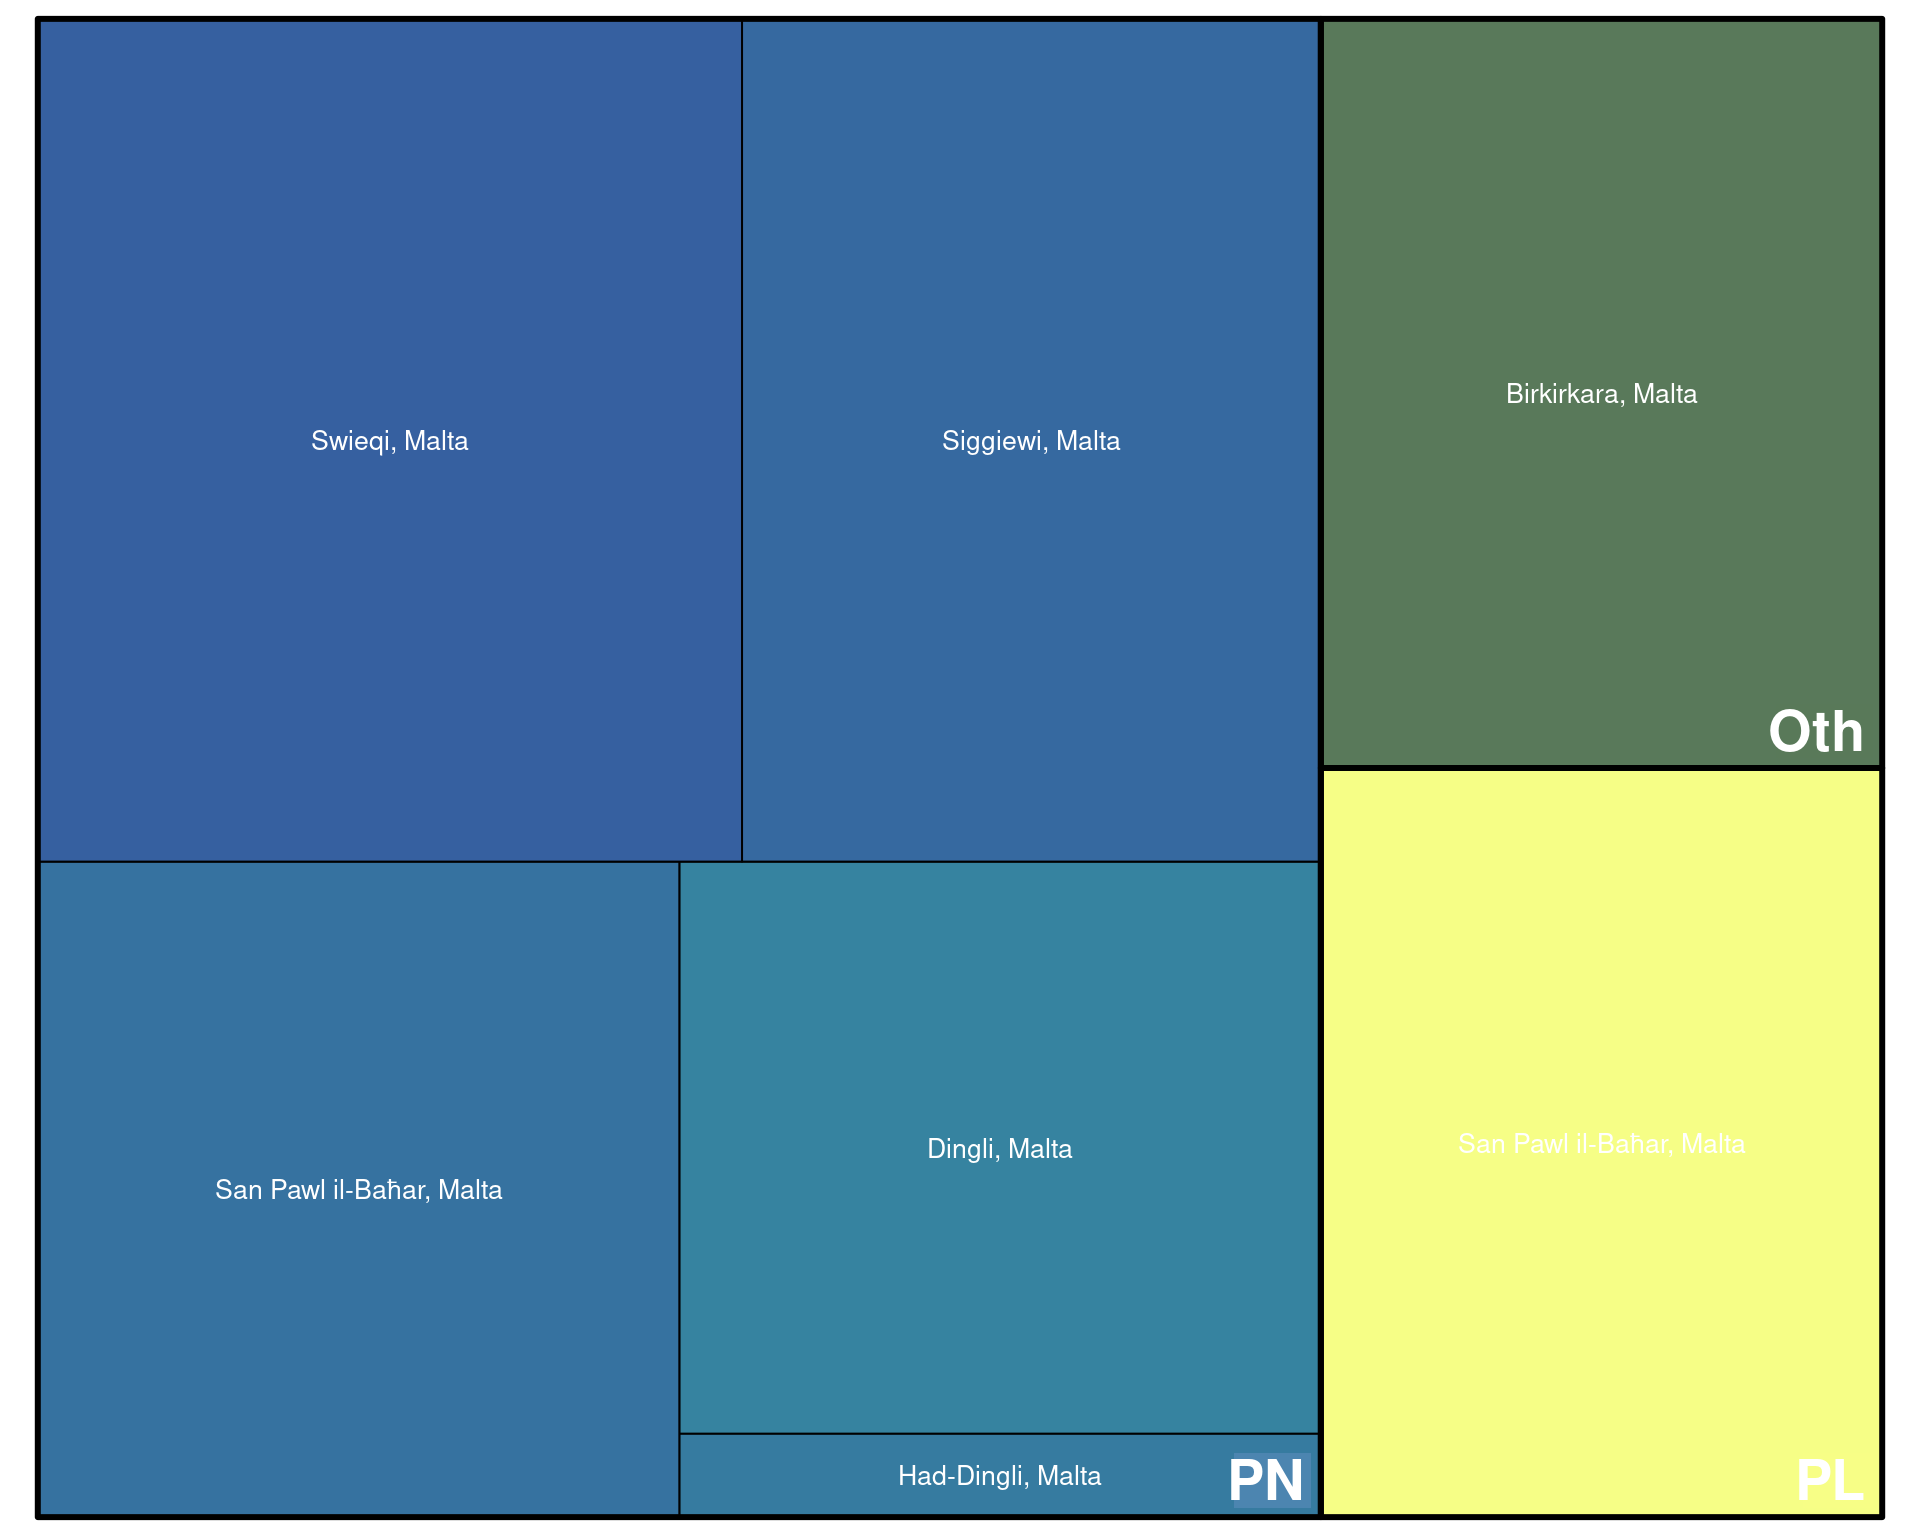 Swieqi, Malta
Siggiewi, Malta
Birkirkara, Malta
Oth
San Pawl il-Baħar, Malta
Dingli, Malta
San Pawl il-Baħar, Malta
Had-Dingli, Malta
PN
PL